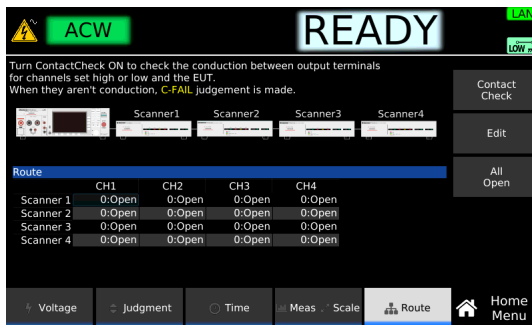 ACW
READY
LAN
LOW
Turn ContactCheck ON to check the conduction between output terminals
for channels set high or low and the EUT.
When they aren't conduction, C-FAIL judgement is made.
Contact
Check
Scanner1 Scanner2 Scanner3 Scanner4
Edit
All
Open
Route
CH1 CH2 CH3 CH4
Scanner 1 0:Open 0:Open 0:Open 0:Open
Scanner 2 0:Open 0:Open 0:Open 0:Open
Scanner 3 0:Open 0:Open 0:Open 0:Open
Scanner 4 0:Open 0:Open 0:Open 0:Open
Voltage Judgment Time Meas Scale Route Home
Menu